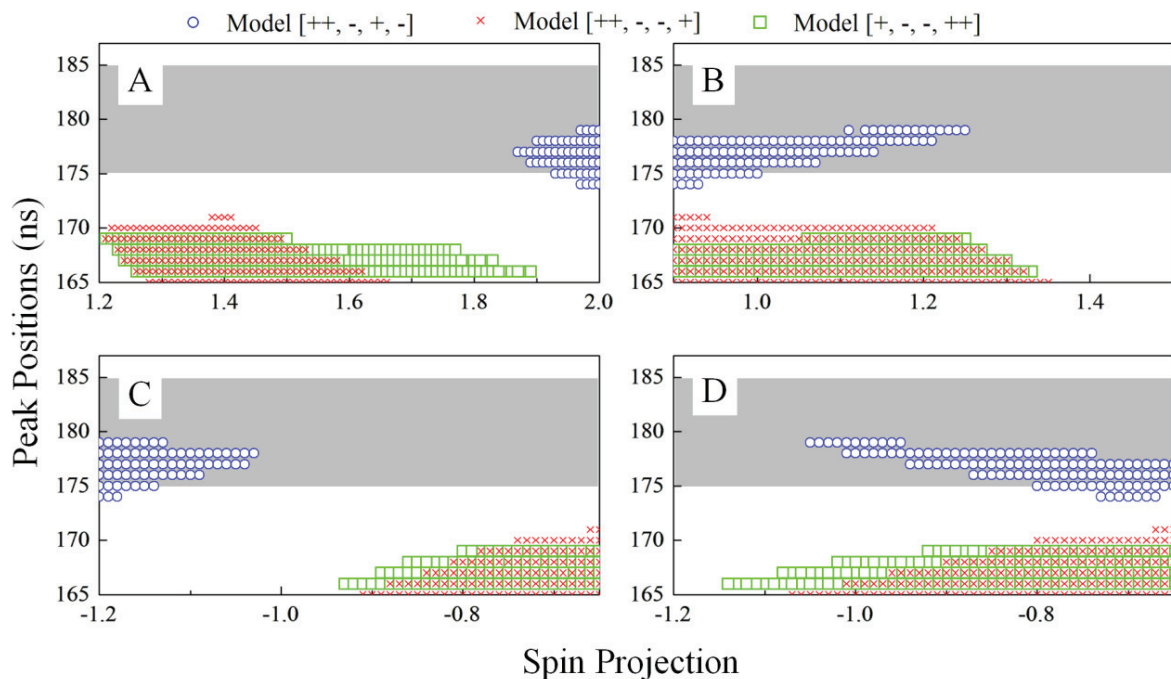 Model [++, -, +, -] Model [++, -, -, +] Model [+, -, -, ++]
A
B
185
180
175
170
165
1.2 1.4 1.6 1.8 2.0
185
180
175
170
165
1.0 1.2 1.4
C
D
185
180
175
170
165
-1.2 -1.0 -0.8
185
180
175
170
165
-1.2 -1.0 -0.8
Peak Positions (ns)
Spin Projection